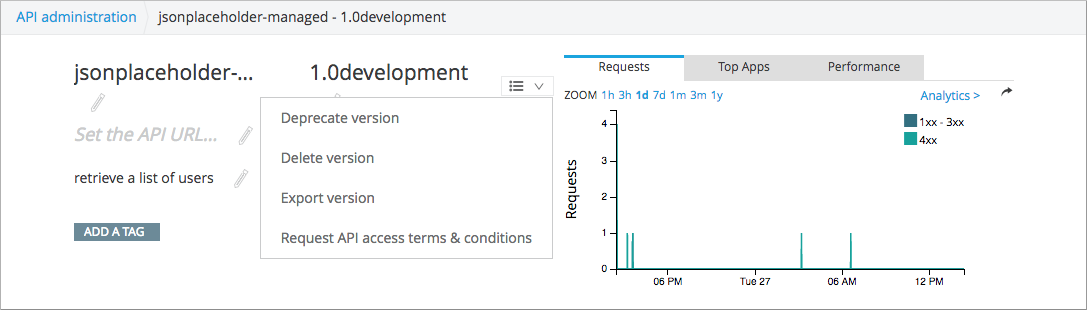 API administration
jsonplaceholder-managed - 1.0development
jsonplaceholder-...
1.0development
Set the API URL...
retrieve a list of users
ADD A TAG
Deprecate version
Delete version
Export version
Request API access terms & conditions
Requests
Top Apps
Performance
ZOOM 1h 3h 1d 7d 1m 3m 1y
Analytics >
1xx - 3xx
4xx
Requests
4
3
2
1
0
06 PM
Tue 27
06 AM
12 PM